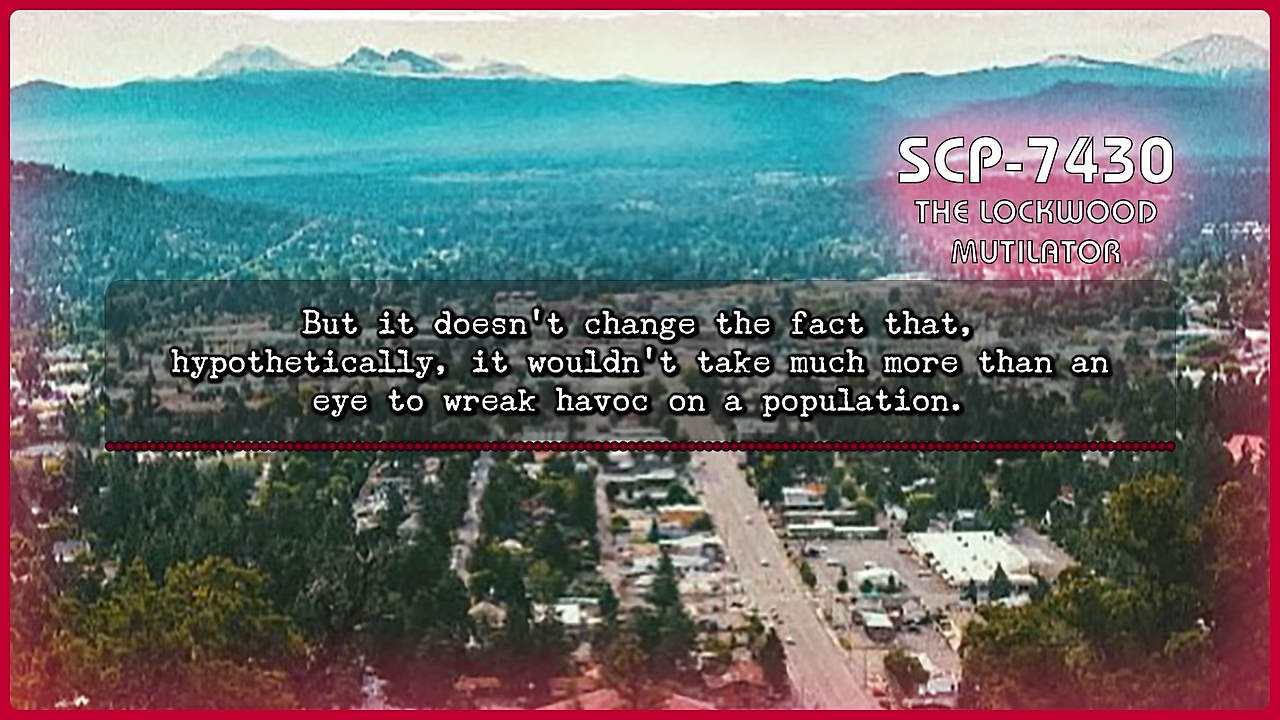 SCP-7430
THE LOCKWOOD
MUTILATOR
But it doesn't change the fact that,
hypothetically, it wouldn't take much more than an
eye to wreak havoc on a population.